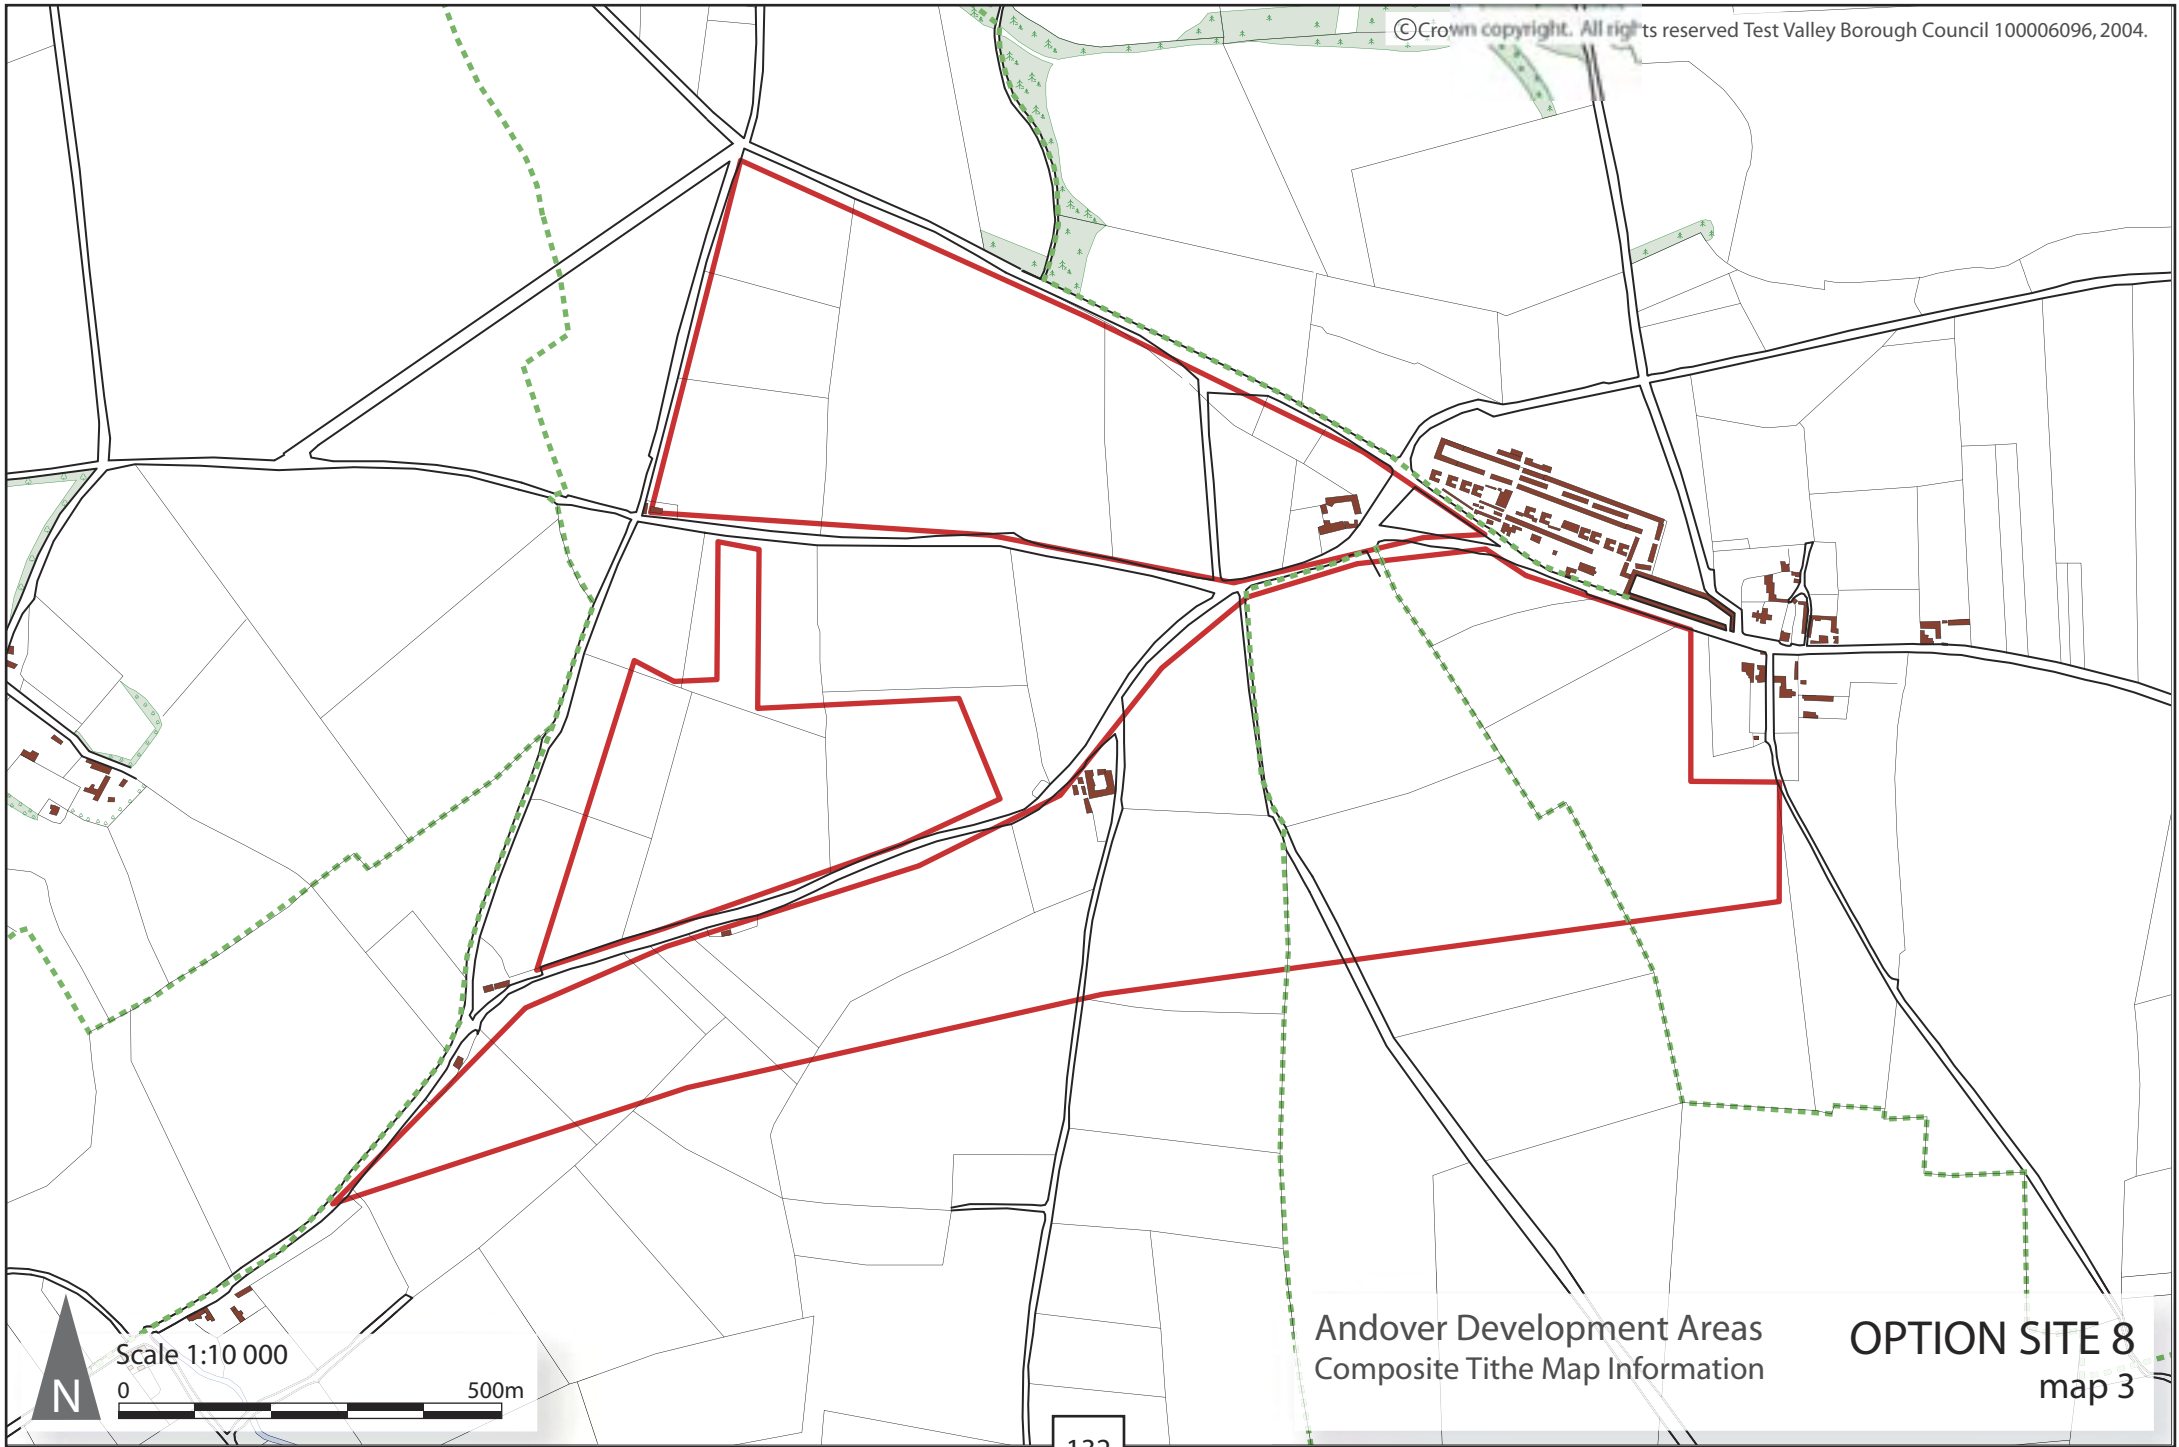 ©Crown copyright. All rights reserved Test Valley Borough Council 100006096, 2004.
Andover Development Areas
Composite Tithe Map Information
OPTION SITE 8
map 3
Scale 1:10 000
0 500m
N
132